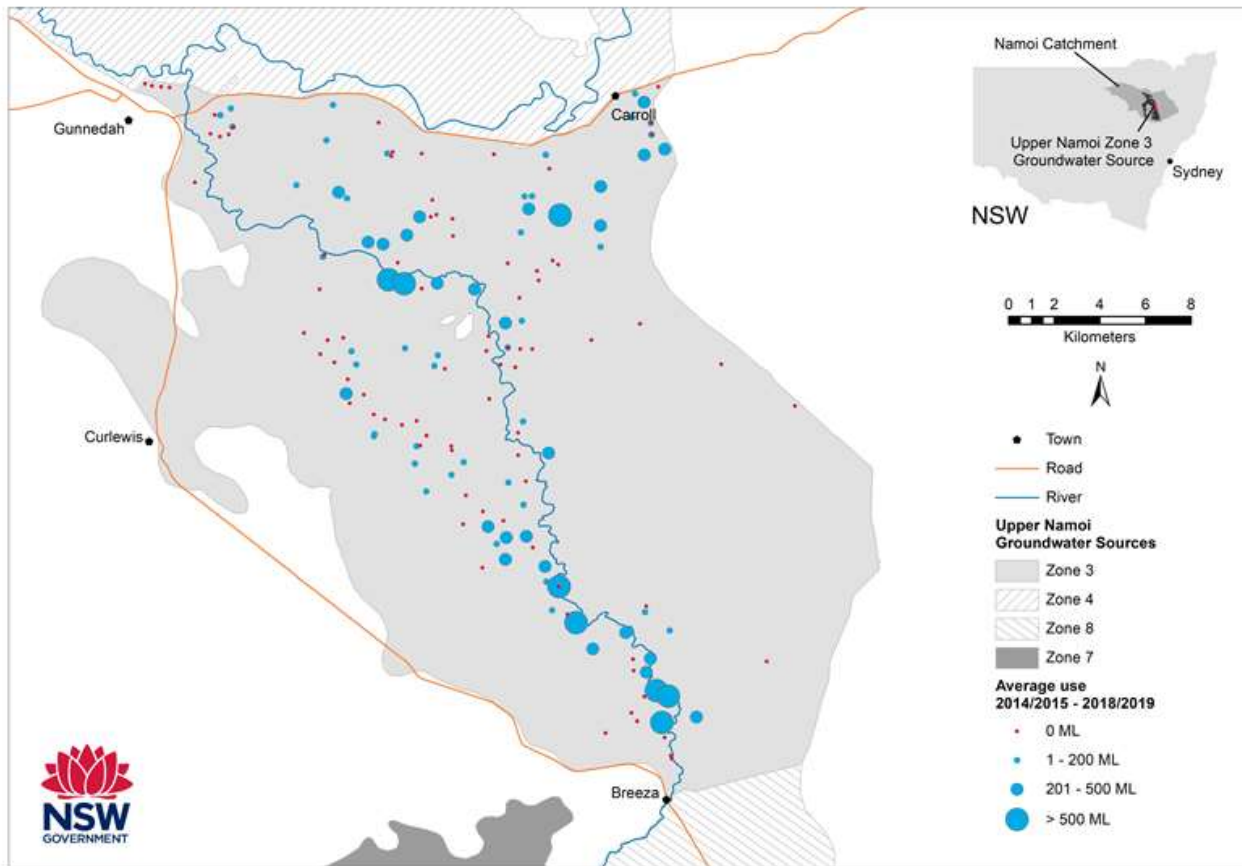 Gunnedah
Carroll
Curlewis
Breeza
NSW
GOVERNMENT
Namoi Catchment
Upper Namoi Zone 3
Groundwater Source
Sydney
NSW
0 1 2 4 6 8
Kilometers
N
Town
Road
River
Upper Namoi
Groundwater Sources
Zone 3
Zone 4
Zone 8
Zone 7
Average use
2014/2015 - 2018/2019
0 ML
1 - 200 ML
201 - 500 ML
> 500 ML